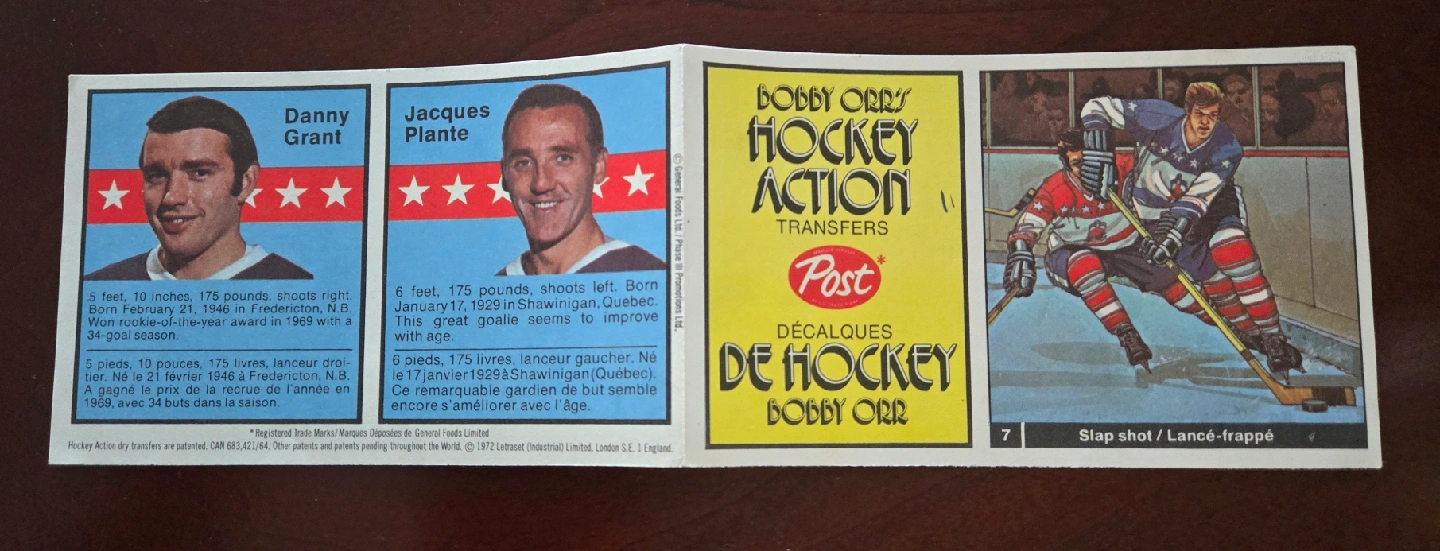 Danny
Grant
5 feet, 10 inches, 175 pounds, shoots right.
Born February 21, 1946 in Fredericton, N.B.
Won rookie-of-the-year award in 1969 with a
34-goal season.
5 pieds, 10 pouces, 175 livres, lanceur droi-
tier. Né le 21 février 1946 à Fredericton, N.B.
A gagné le prix de la recrue de l'année en
1969, avec 34 buts dans la saison.
Jacques
Plante
6 feet, 175 pounds, shoots left. Born
January 17, 1929 in Shawinigan, Quebec.
This great goalie seems to improve
with age.
6 pieds, 175 livres, lanceur gaucher. Né
le 17 janvier 1929 à Shawinigan (Québec).
Ce remarquable gardien de but semble
encore s'améliorer avec l'âge.
*Registered Trade Marks/Marques Déposées de General Foods Limited
Hockey Action dry transfers are patented. CAN 683,421/64. Other patents and patents pending throughout the World. © 1972 Letraset (Industrial) Limited. London S.E. 1 England.
© General Foods Ltd./Phase III Promotions Ltd.
BOBBY ORR'S
HOCKEY
ACTION
TRANSFERS
Post*
DÉCALQUES
DE HOCKEY
BOBBY ORR
7 Slap shot / Lancé-frappé